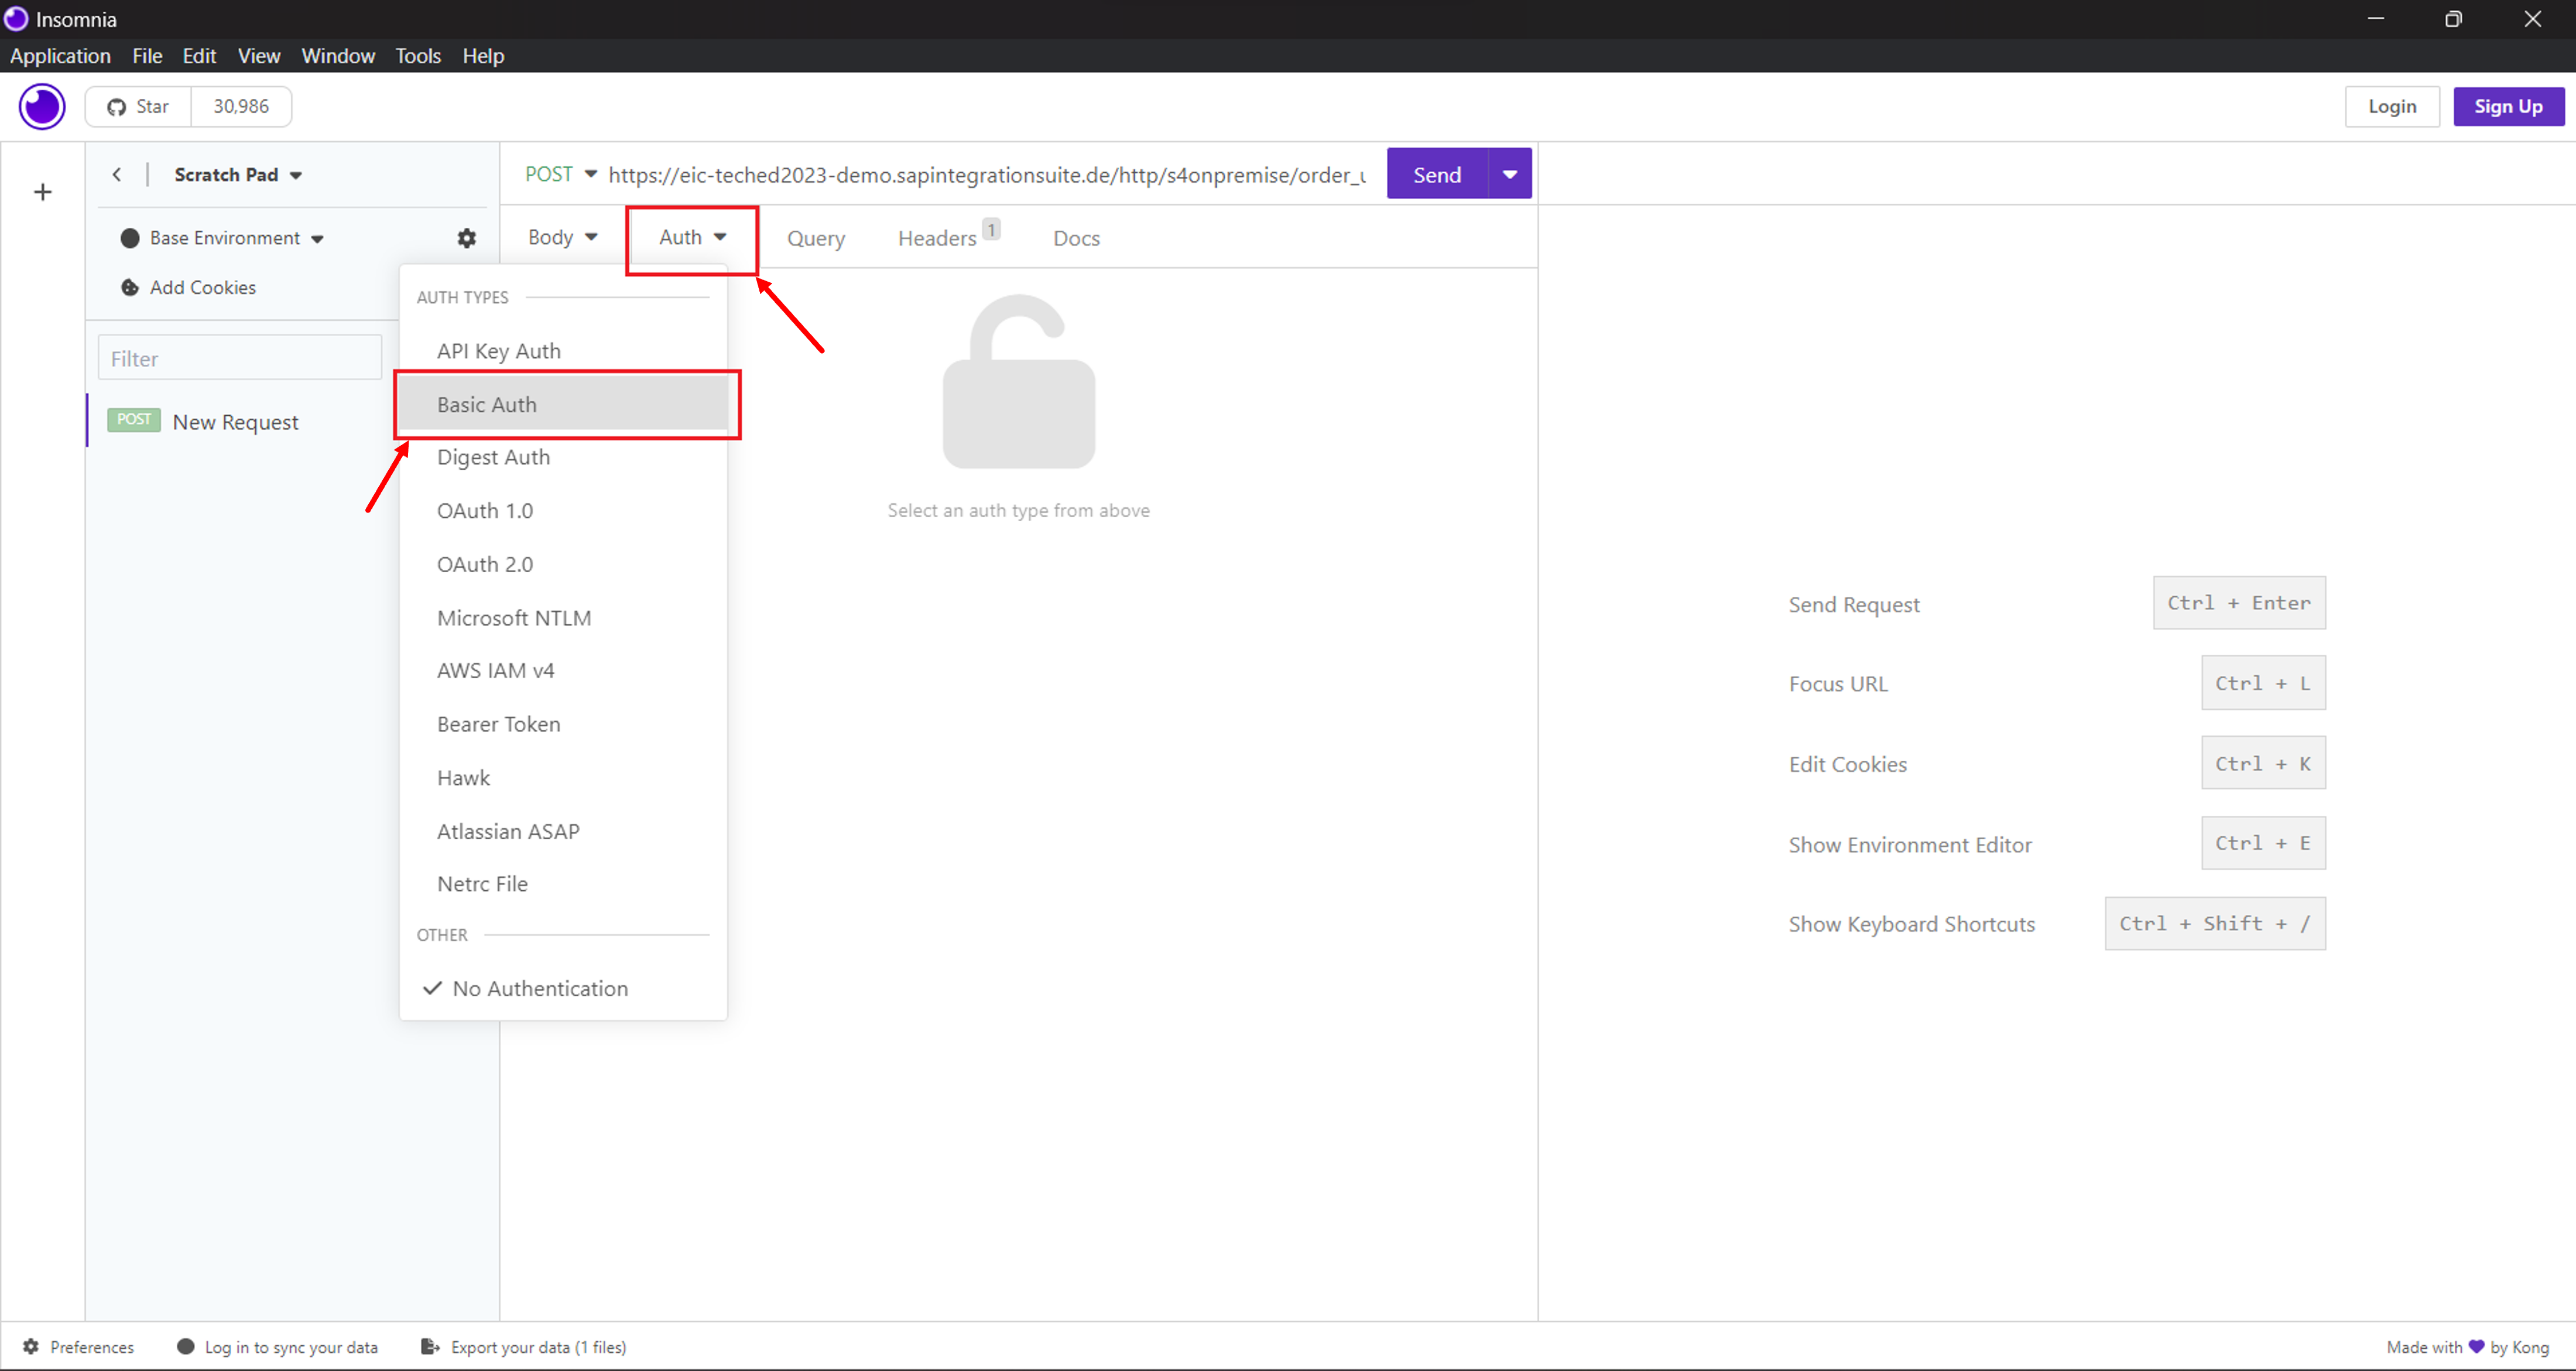 Insomnia
Application File Edit View Window Tools Help
Star 30,986 Login Sign Up
Scratch Pad POST https://eic-teched2023-demo.sapintegrationsuite.de/http/s4onpremise/order_u Send
Base Environment Body Auth Query Headers 1 Docs
Add Cookies
AUTH TYPES
Filter
API Key Auth
Basic Auth
POST New Request
Digest Auth
OAuth 1.0
Select an auth type from above
OAuth 2.0
Microsoft NTLM
AWS IAM v4
Bearer Token
Hawk
Atlassian ASAP
Netrc File
OTHER
No Authentication
Send Request Ctrl + Enter
Focus URL Ctrl + L
Edit Cookies Ctrl + K
Show Environment Editor Ctrl + E
Show Keyboard Shortcuts Ctrl + Shift + /
Preferences Log in to sync your data Export your data (1 files) Made with by Kong